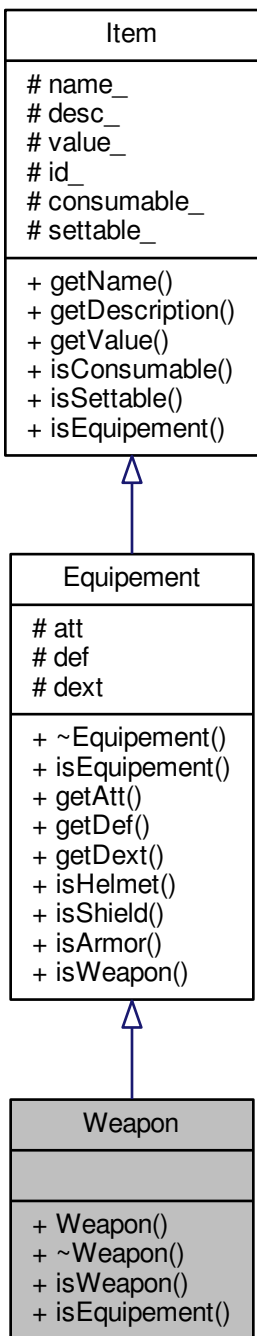 Item
# name_
# desc_
# value_
# id_
# consumable_
# settable_
+ getName()
+ getDescription()
+ getValue()
+ isConsumable()
+ isSettable()
+ isEquipement()
Equipement
# att
# def
# dext
+ ~Equipement()
+ isEquipement()
+ getAtt()
+ getDef()
+ getDext()
+ isHelmet()
+ isShield()
+ isArmor()
+ isWeapon()
Weapon
+ Weapon()
+ ~Weapon()
+ isWeapon()
+ isEquipement()